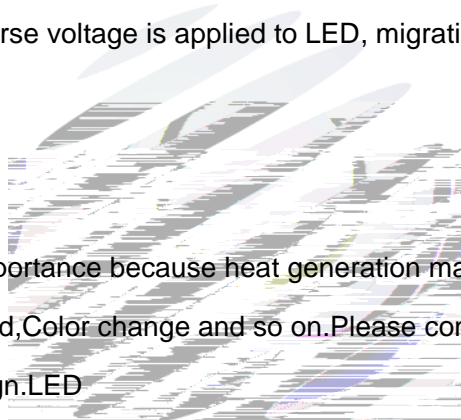 rse voltage is applied to LED, migrati
portance because heat generation ma
d,Color change and so on.Please con
gn.LED